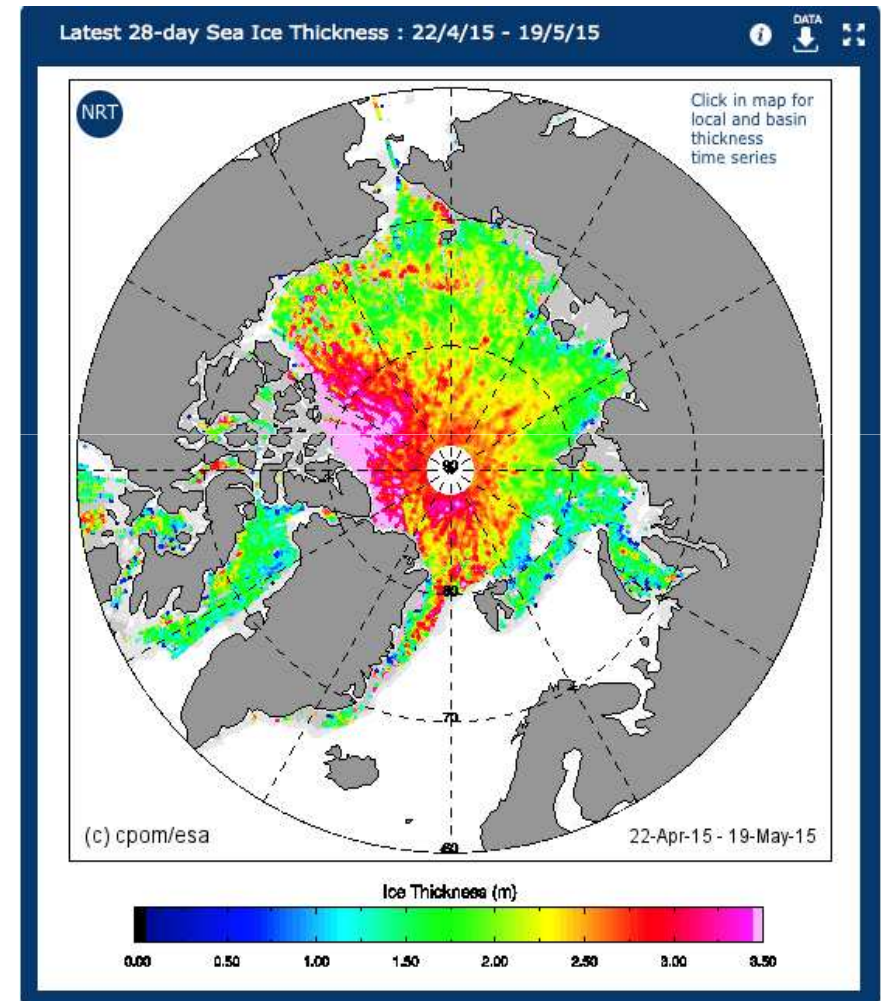 Latest 28-day Sea Ice Thickness : 22/4/15 - 19/5/15
i
DATA
NRT
Click in map for
local and basin
thickness
time series
90
80
70
60
(c) cpom/esa
22-Apr-15 - 19-May-15
Ice Thickness (m)
0.00 0.50 1.00 1.50 2.00 2.50 3.00 3.50